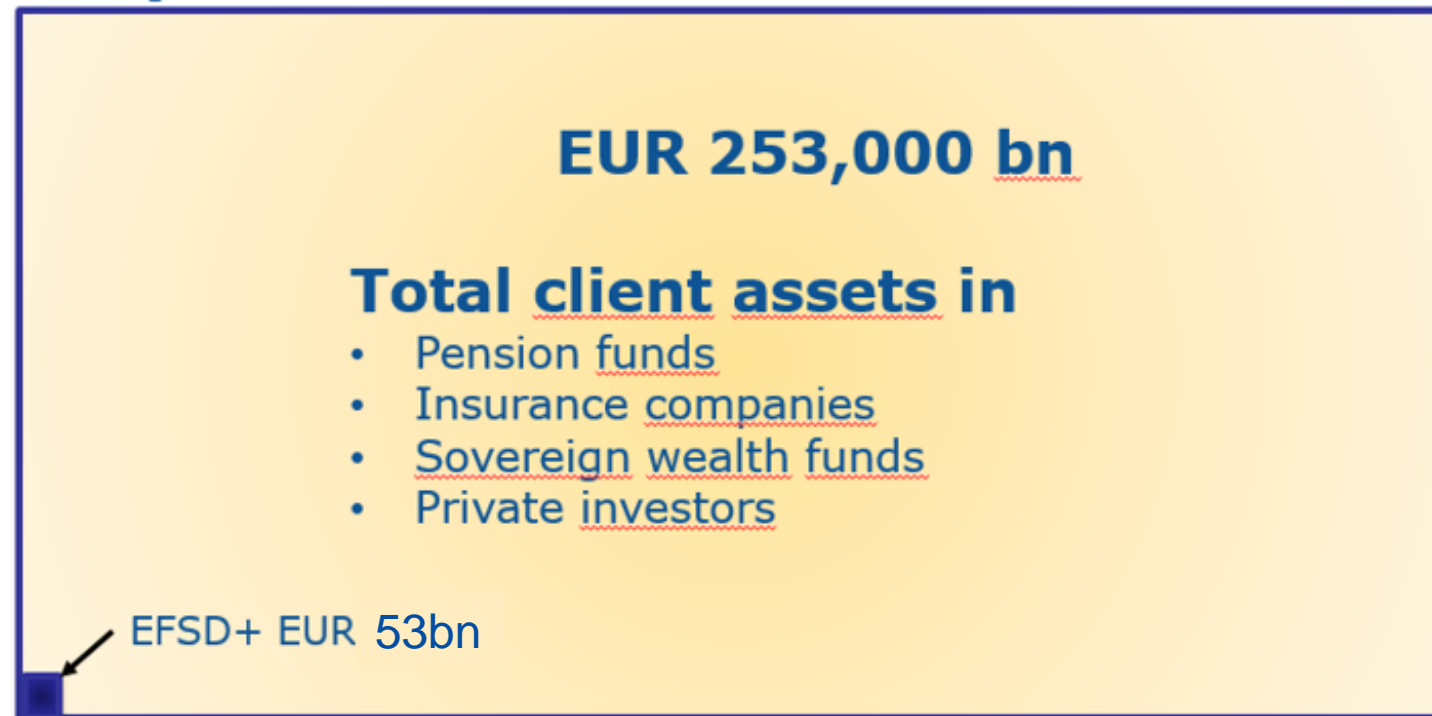 EUR 253,000 bn
Total client assets in
• Pension funds
• Insurance companies
• Sovereign wealth funds
• Private investors
EFSD+ EUR 53bn